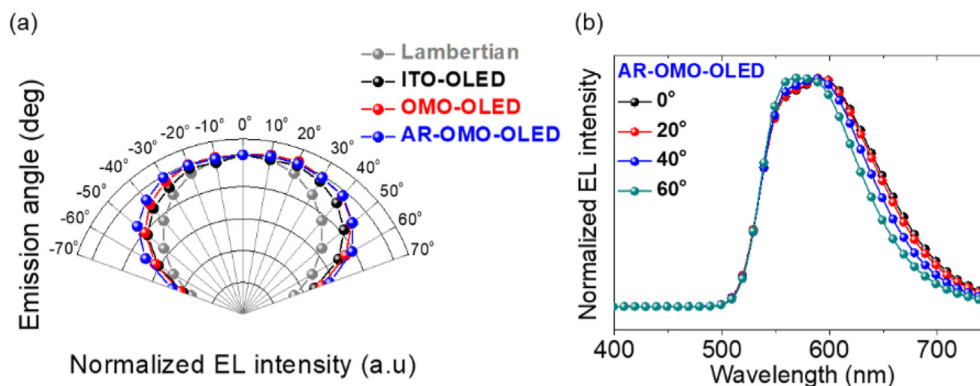 (a)
Lambertian
ITO-OLED
OMO-OLED
AR-OMO-OLED
Emission angle (deg)
-70°
-60°
-50°
-40°
-30°
-20°
-10°
0°
10°
20°
30°
40°
50°
60°
70°
Normalized EL intensity (a.u)
(b)
AR-OMO-OLED
0°
20°
40°
60°
Normalized EL intensity
400
500
600
700
Wavelength (nm)